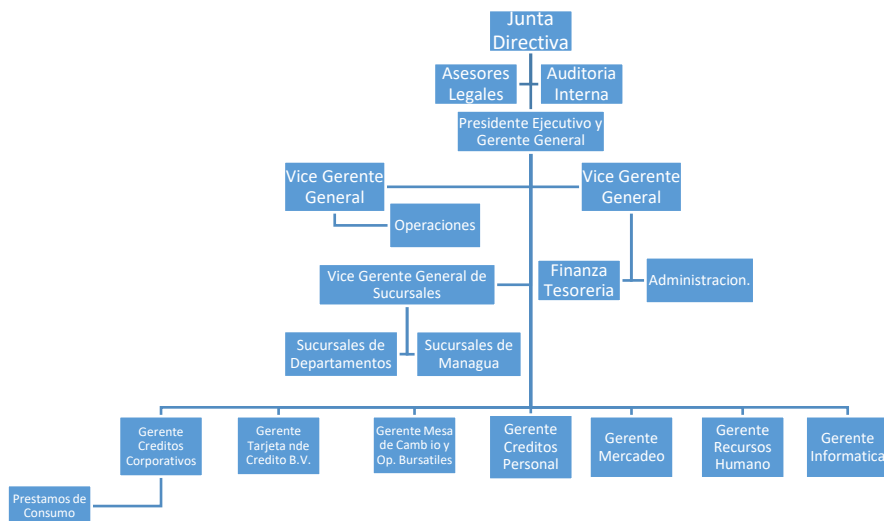 Junta
Directiva
Asesores
Legales
Auditoria
Interna
Presidente Ejecutivo y
Gerente General
Vice Gerente
General
Vice Gerente
General
Operaciones
Vice Gerente General de
Sucursales
Finanza
Tesoreria
Administracion.
Sucursales de
Departamentos
Sucursales de
Managua
Gerente
Creditos
Corporativos
Gerente
Tarjeta nde
Credito B.V.
Gerente Mesa
de Camb io y
Op. Bursatiles
Gerente
Creditos
Personal
Gerente
Mercadeo
Gerente
Recursos
Humano
Gerente
Informatica
Prestamos de
Consumo